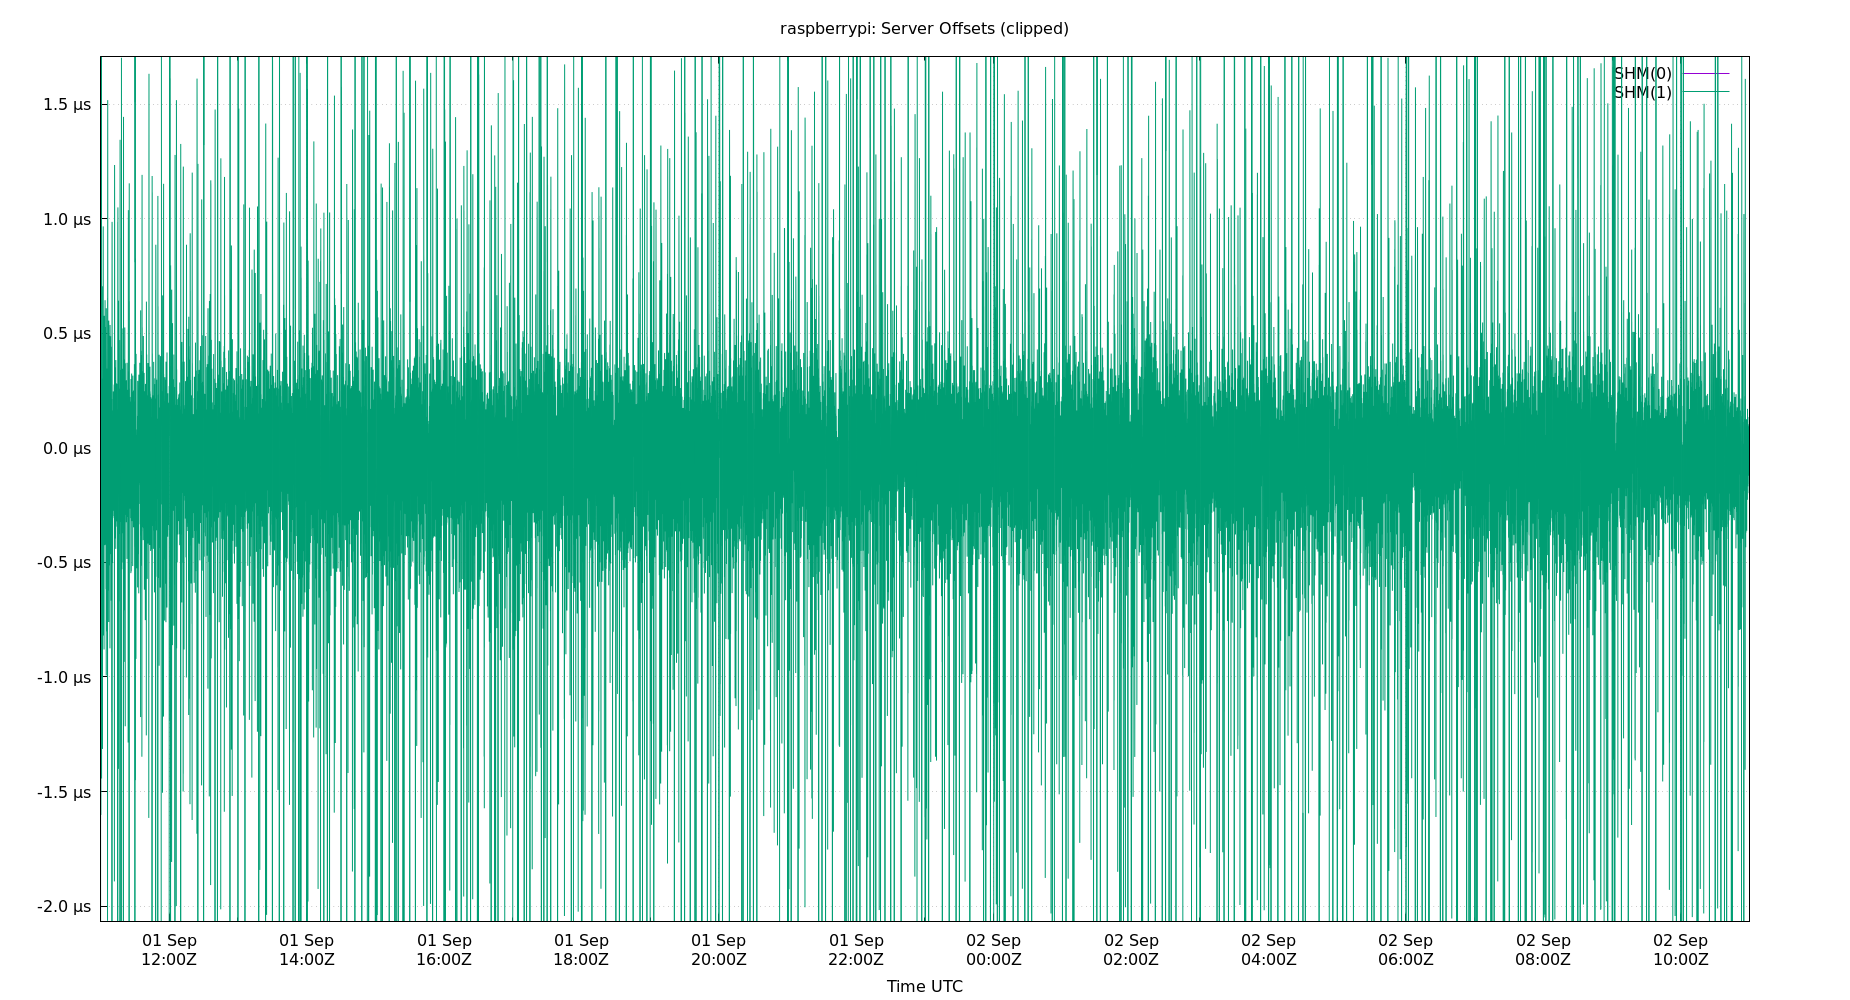 raspberrypi: Server Offsets (clipped)
SHM(0)
SHM(1)
1.5 µs
1.0 µs
0.5 µs
0.0 µs
-0.5 µs
-1.0 µs
-1.5 µs
-2.0 µs
01 Sep 01 Sep 01 Sep 01 Sep 01 Sep 01 Sep 02 Sep 02 Sep 02 Sep 02 Sep 02 Sep 02 Sep
12:00Z 14:00Z 16:00Z 18:00Z 20:00Z 22:00Z 00:00Z 02:00Z 04:00Z 06:00Z 08:00Z 10:00Z
Time UTC